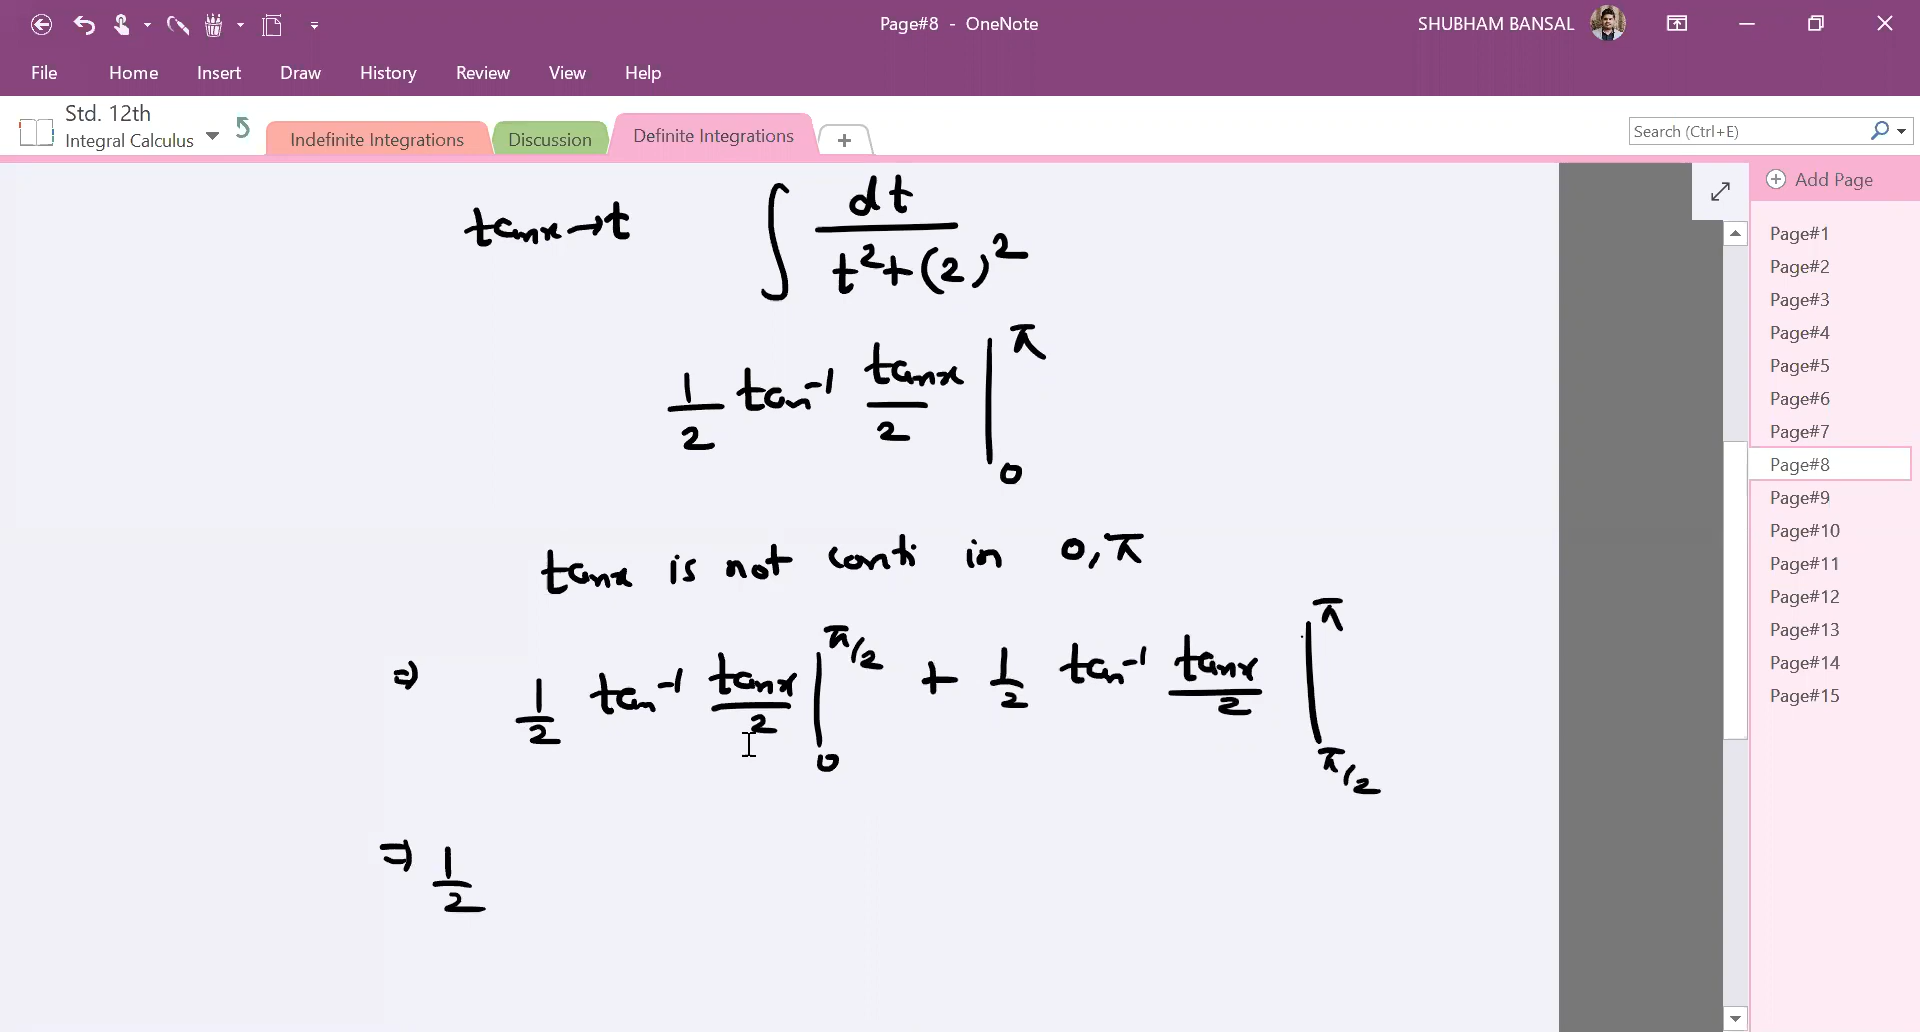 Page#8 - OneNote
SHUBHAM BANSAL
File Home Insert Draw History Review View Help
Std. 12th
Integral Calculus
Indefinite Integrations
Discussion
Definite Integrations
+
Search (Ctrl+E)
Add Page
Page#1
Page#2
Page#3
Page#4
Page#5
Page#6
Page#7
Page#8
Page#9
Page#10
Page#11
Page#12
Page#13
Page#14
Page#15
tanx→t ∫ dt / t²+(2)²
1/2 tan⁻¹ tanx/2 |₀^π
tanx is not conti in 0,π
⇒ 1/2 tan⁻¹ tanx/2 |₀^π/2 + 1/2 tan⁻¹ tanx/2 |_π/2^π
⇒ 1/2